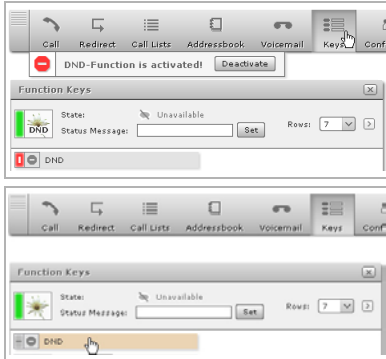 Call Redirect Call Lists Addressbook Voicemail Keys Conf
DND-Function is activated! Deactivate
Function Keys
State: Unavailable
DND Status Message: Set Rows: 7
DND
Call Redirect Call Lists Addressbook Voicemail Keys Conf
Function Keys
State: Unavailable
Status Message: Set Rows: 7
DND